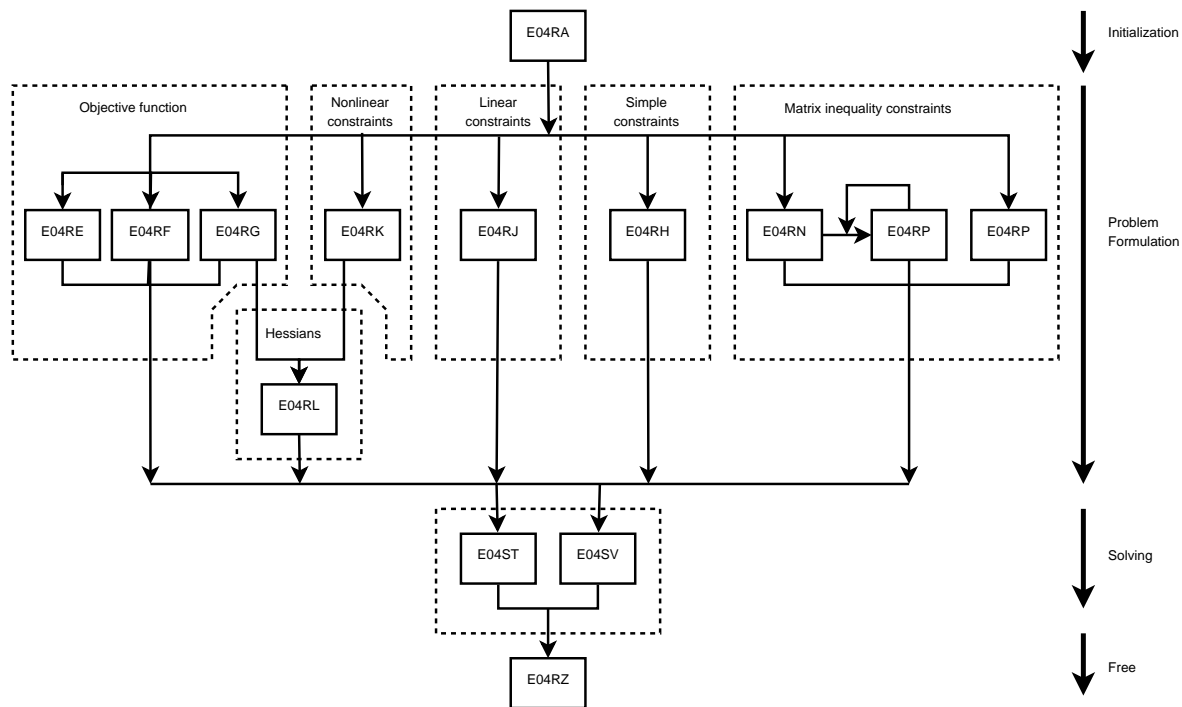 E04RA
Initialization
Objective function
Nonlinear
constraints
Linear
constraints
Simple
constraints
Matrix inequality constraints
E04RE
E04RF
E04RG
E04RK
E04RJ
E04RH
E04RN
E04RP
E04RP
Problem
Formulation
Hessians
E04RL
E04ST
E04SV
Solving
E04RZ
Free